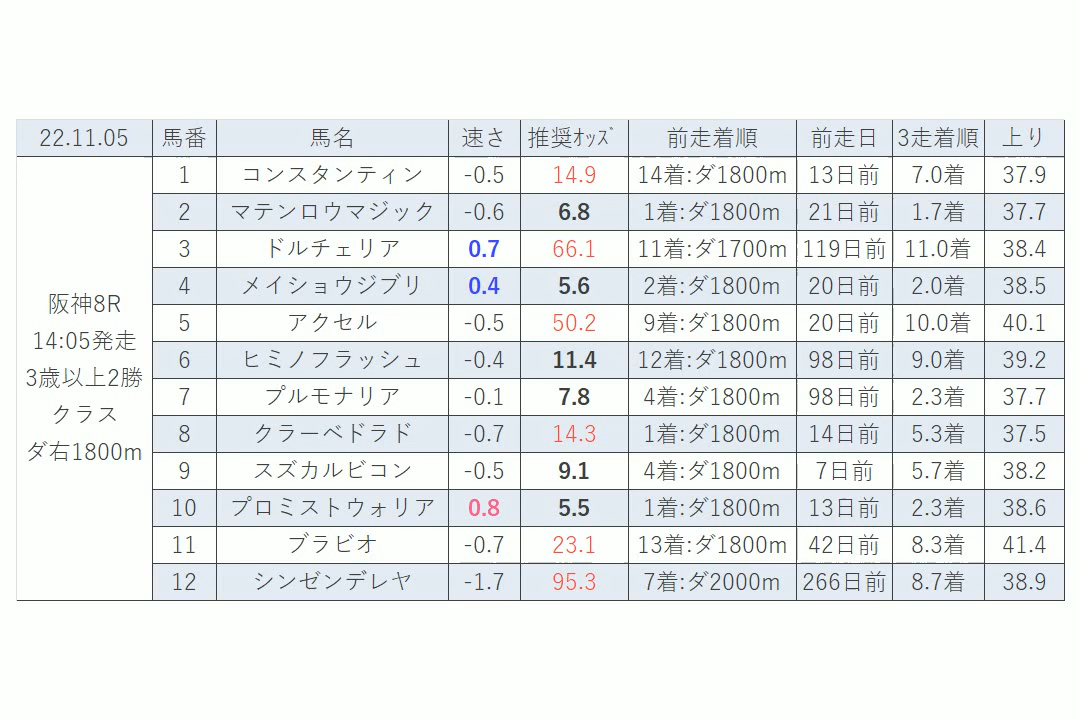 22.11.05 馬番 馬名 速さ 推奨ｵｯｽﾞ 前走着順 前走日 3走着順 上り
阪神8R
14:05発走
3歳以上2勝
クラス
ダ右1800m
1 コンスタンティン -0.5 14.9 14着:ダ1800m 13日前 7.0着 37.9
2 マテンロウマジック -0.6 6.8 1着:ダ1800m 21日前 1.7着 37.7
3 ドルチェリア 0.7 66.1 11着:ダ1700m 119日前 11.0着 38.4
4 メイショウジブリ 0.4 5.6 2着:ダ1800m 20日前 2.0着 38.5
5 アクセル -0.5 50.2 9着:ダ1800m 20日前 10.0着 40.1
6 ヒミノフラッシュ -0.4 11.4 12着:ダ1800m 98日前 9.0着 39.2
7 プルモナリア -0.1 7.8 4着:ダ1800m 98日前 2.3着 37.7
8 クラーベドラド -0.7 14.3 1着:ダ1800m 14日前 5.3着 37.5
9 スズカルビコン -0.5 9.1 4着:ダ1800m 7日前 5.7着 38.2
10 プロミストウォリア 0.8 5.5 1着:ダ1800m 13日前 2.3着 38.6
11 ブラビオ -0.7 23.1 13着:ダ1800m 42日前 8.3着 41.4
12 シンゼンデレヤ -1.7 95.3 7着:ダ2000m 266日前 8.7着 38.9